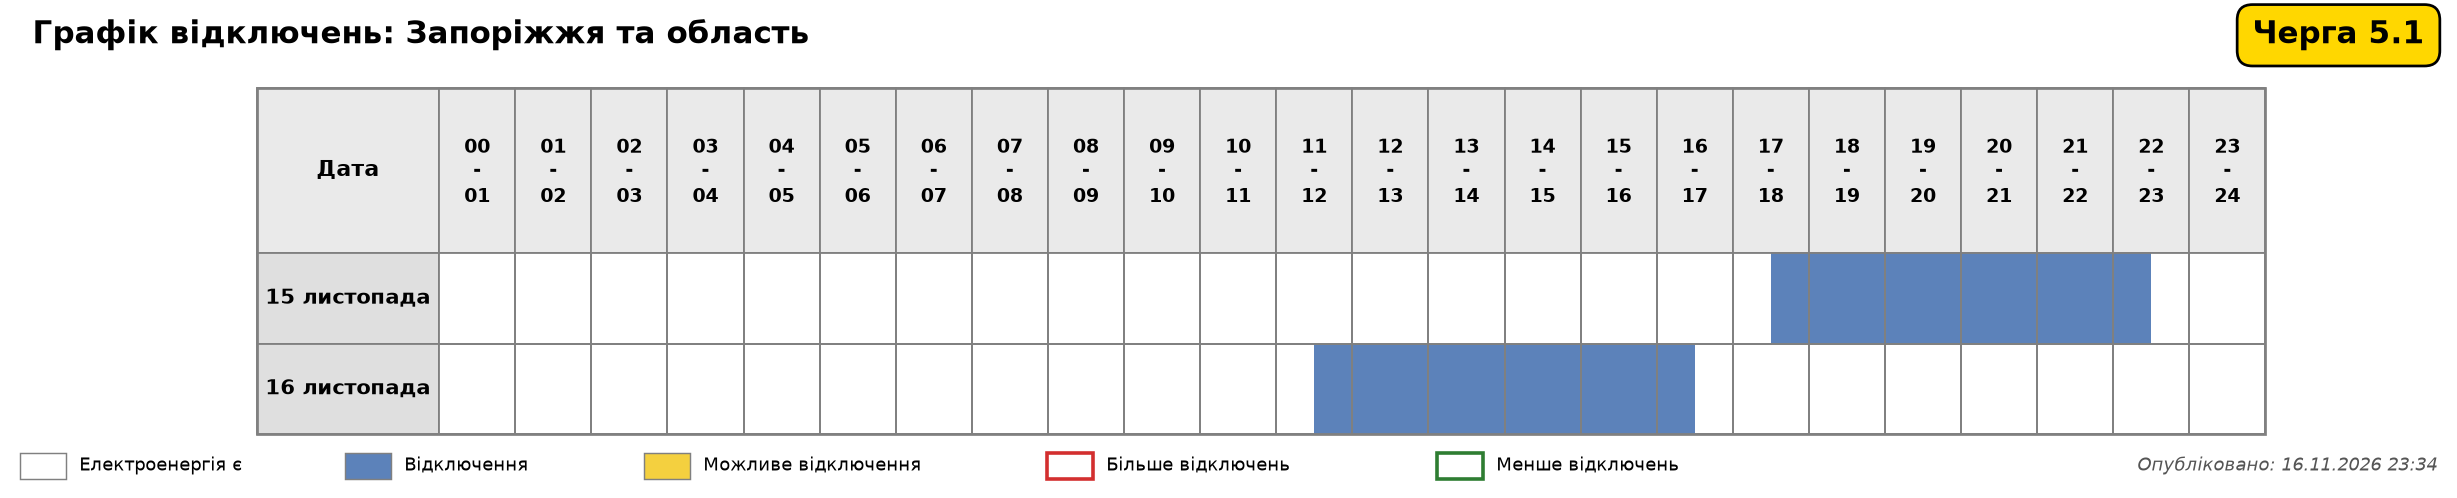 Графік відключень: Запоріжжя та область
Черга 5.1
Дата
00 - 01
01 - 02
02 - 03
03 - 04
04 - 05
05 - 06
06 - 07
07 - 08
08 - 09
09 - 10
10 - 11
11 - 12
12 - 13
13 - 14
14 - 15
15 - 16
16 - 17
17 - 18
18 - 19
19 - 20
20 - 21
21 - 22
22 - 23
23 - 24
15 листопада
16 листопада
Електроенергія є
Відключення
Можливе відключення
Більше відключень
Менше відключень
Опубліковано: 16.11.2026 23:34